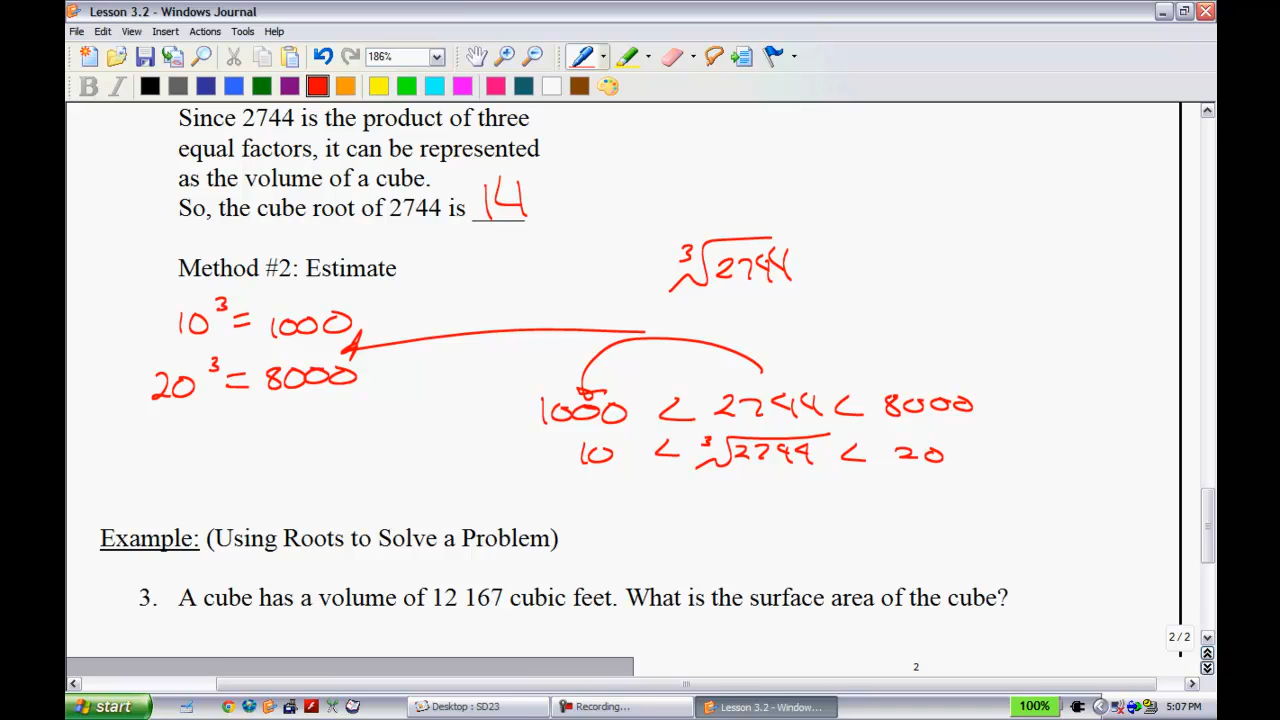 Lesson 3.2 - Windows Journal
File Edit View Insert Actions Tools Help
186%
B I
Since 2744 is the product of three
equal factors, it can be represented
as the volume of a cube.
So, the cube root of 2744 is 14
Method #2: Estimate
³√2744
10³ = 1000
20³ = 8000
1000 < 2744 < 8000
10 < ³√2744 < 20
Example: (Using Roots to Solve a Problem)
3. A cube has a volume of 12 167 cubic feet. What is the surface area of the cube?
2/2
2
start
Desktop : SD23
Recording...
Lesson 3.2 - Window...
100%
5:07 PM